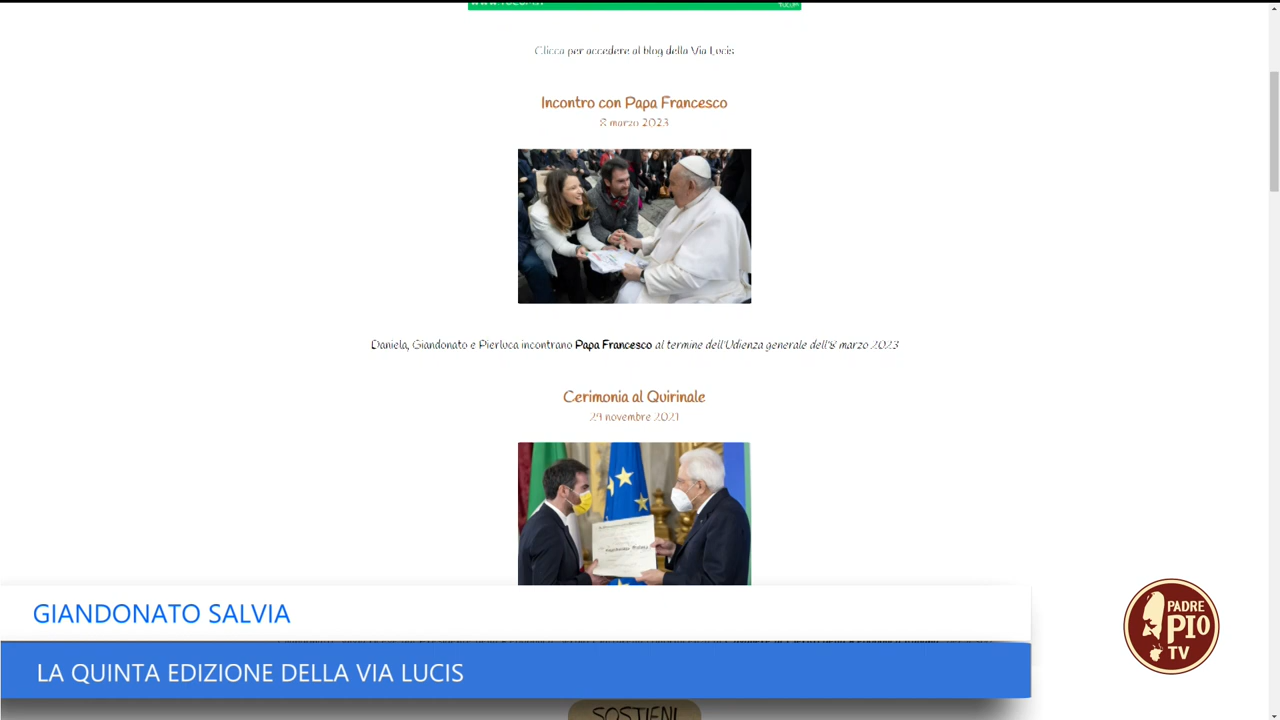 Clicca per accedere al blog della Via Lucis
Incontro con Papa Francesco
8 marzo 2023
Daniela, Giandonato e Pierluca incontrano Papa Francesco al termine dell'Udienza generale dell'8 marzo 2023
Cerimonia al Quirinale
29 novembre 2021
GIANDONATO SALVIA
LA QUINTA EDIZIONE DELLA VIA LUCIS
PADRE
PIO
TV
SOSTIENI